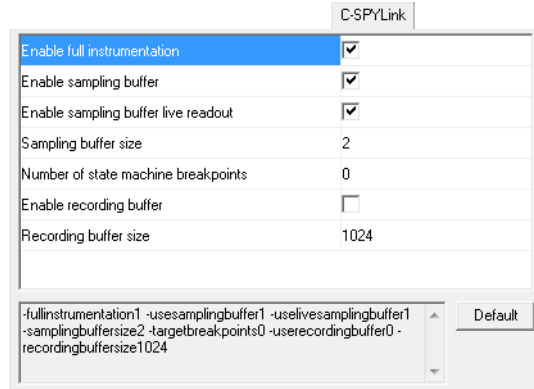 C-SPYLink
Enable full instrumentation
Enable sampling buffer
Enable sampling buffer live readout
Sampling buffer size 2
Number of state machine breakpoints 0
Enable recording buffer
Recording buffer size 1024
-fullinstrumentation1 -usesamplingbuffer1 -uselivesamplingbuffer1
-samplingbuffersize2 -targetbreakpoints0 -userecordingbuffer0 -
recordingbuffersize1024
Default